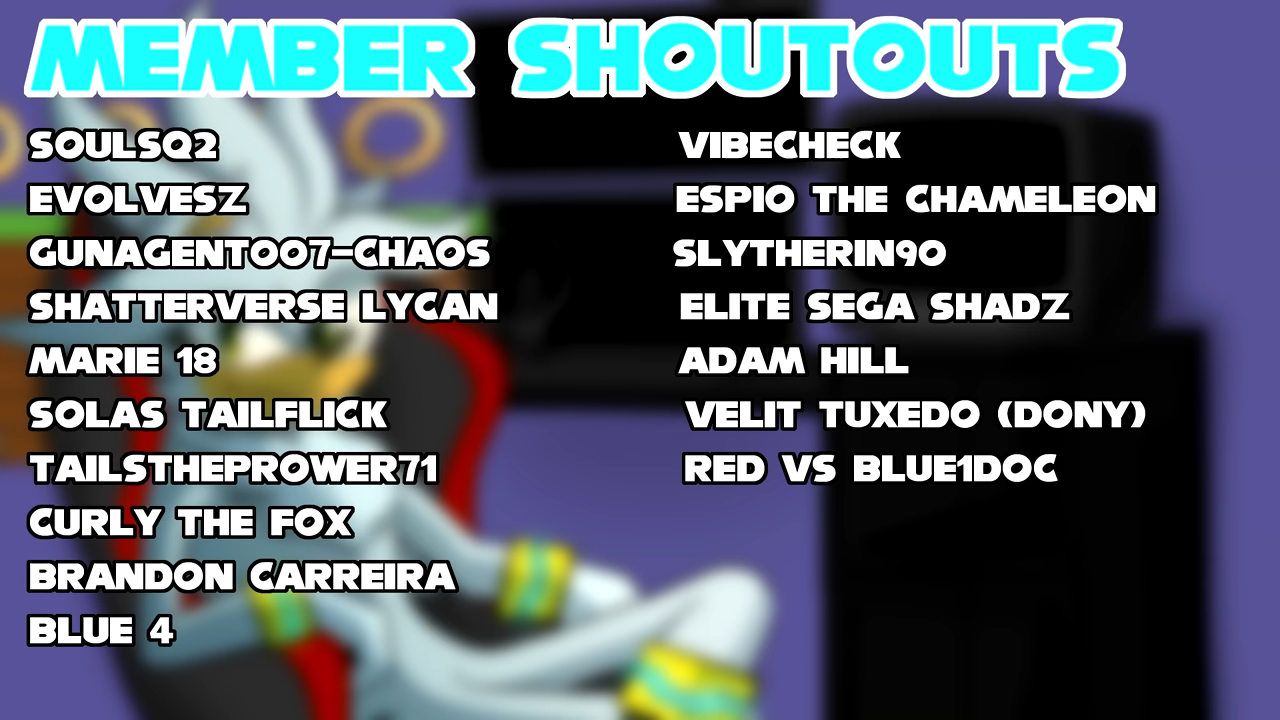 MEMBER SHOUTOUTS
SOULSQ2
EVOLVESZ
GUNAGENT007-CHAOS
SHATTERVERSE LYCAN
MARIE 18
SOLAS TAILFLICK
TAILSTHEPROWER71
CURLY THE FOX
BRANDON CARREIRA
BLUE 4
VIBECHECK
ESPIO THE CHAMELEON
SLYTHERIN90
ELITE SEGA SHADZ
ADAM HILL
VELIT TUXEDO (DONY)
RED VS BLUE1DOC